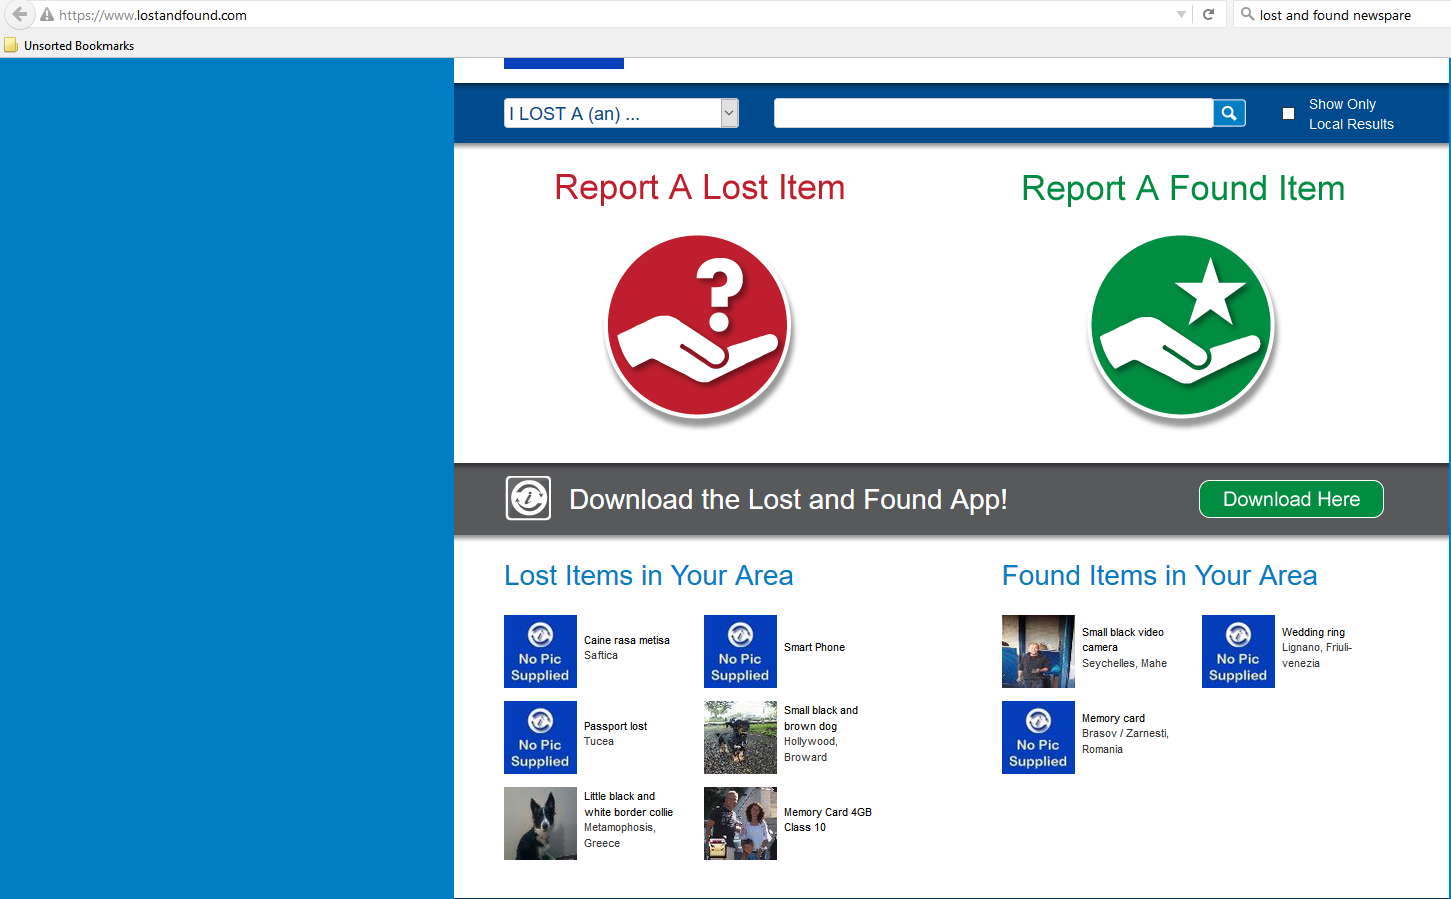 https://www.lostandfound.com
lost and found newspare
Unsorted Bookmarks
I LOST A (an) ...
Show Only
Local Results
Report A Lost Item
Report A Found Item
?
Download the Lost and Found App!
Download Here
Lost Items in Your Area
No Pic
Supplied
Caine rasa metisa
Saftica
No Pic
Supplied
Smart Phone
No Pic
Supplied
Passport lost
Tucea
Small black and
brown dog
Hollywood,
Broward
Little black and
white border collie
Metamophosis,
Greece
Memory Card 4GB
Class 10
Found Items in Your Area
Small black video
camera
Seychelles, Mahe
No Pic
Supplied
Wedding ring
Lignano, Friuli-
venezia
No Pic
Supplied
Memory card
Brasov / Zarnesti,
Romania